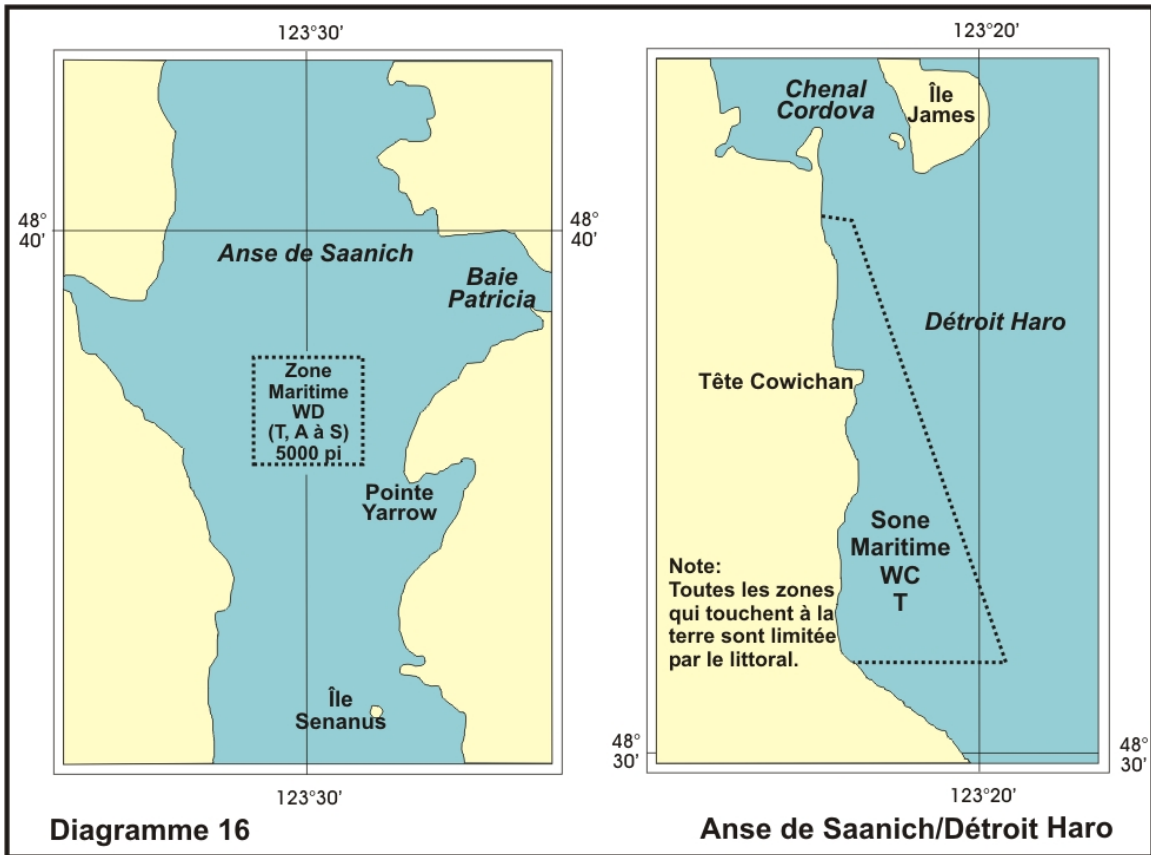 123°30’
48°
40’
48°
40’
Anse de Saanich
Baie
Patricia
Zone
Maritime
WD
(T, A à S)
5000 pi
Pointe
Yarrow
Île
Senanus
123°30’
Diagramme 16
123°20’
Chenal
Cordova
Île
James
Détroit Haro
Tête Cowichan
Sone
Maritime
WC
T
Note:
Toutes les zones
qui touchent à la
terre sont limitée
par le littoral.
48°
30’
48°
30’
123°20’
Anse de Saanich/Détroit Haro